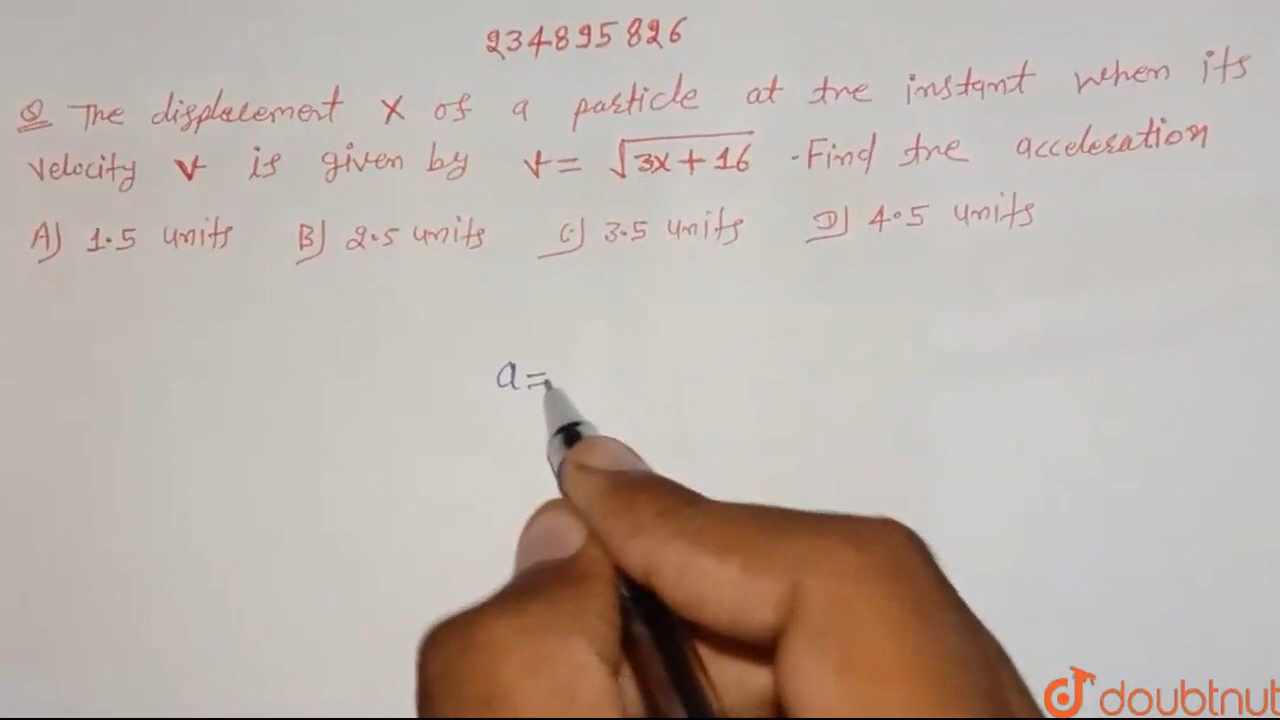 234895826
Q The displacement x of a particle at the instant when its
velocity v is given by v = √3x + 16 . Find the acceleration
A) 1.5 units B) 2.5 units C) 3.5 units D) 4.5 units
a =
doubtnut